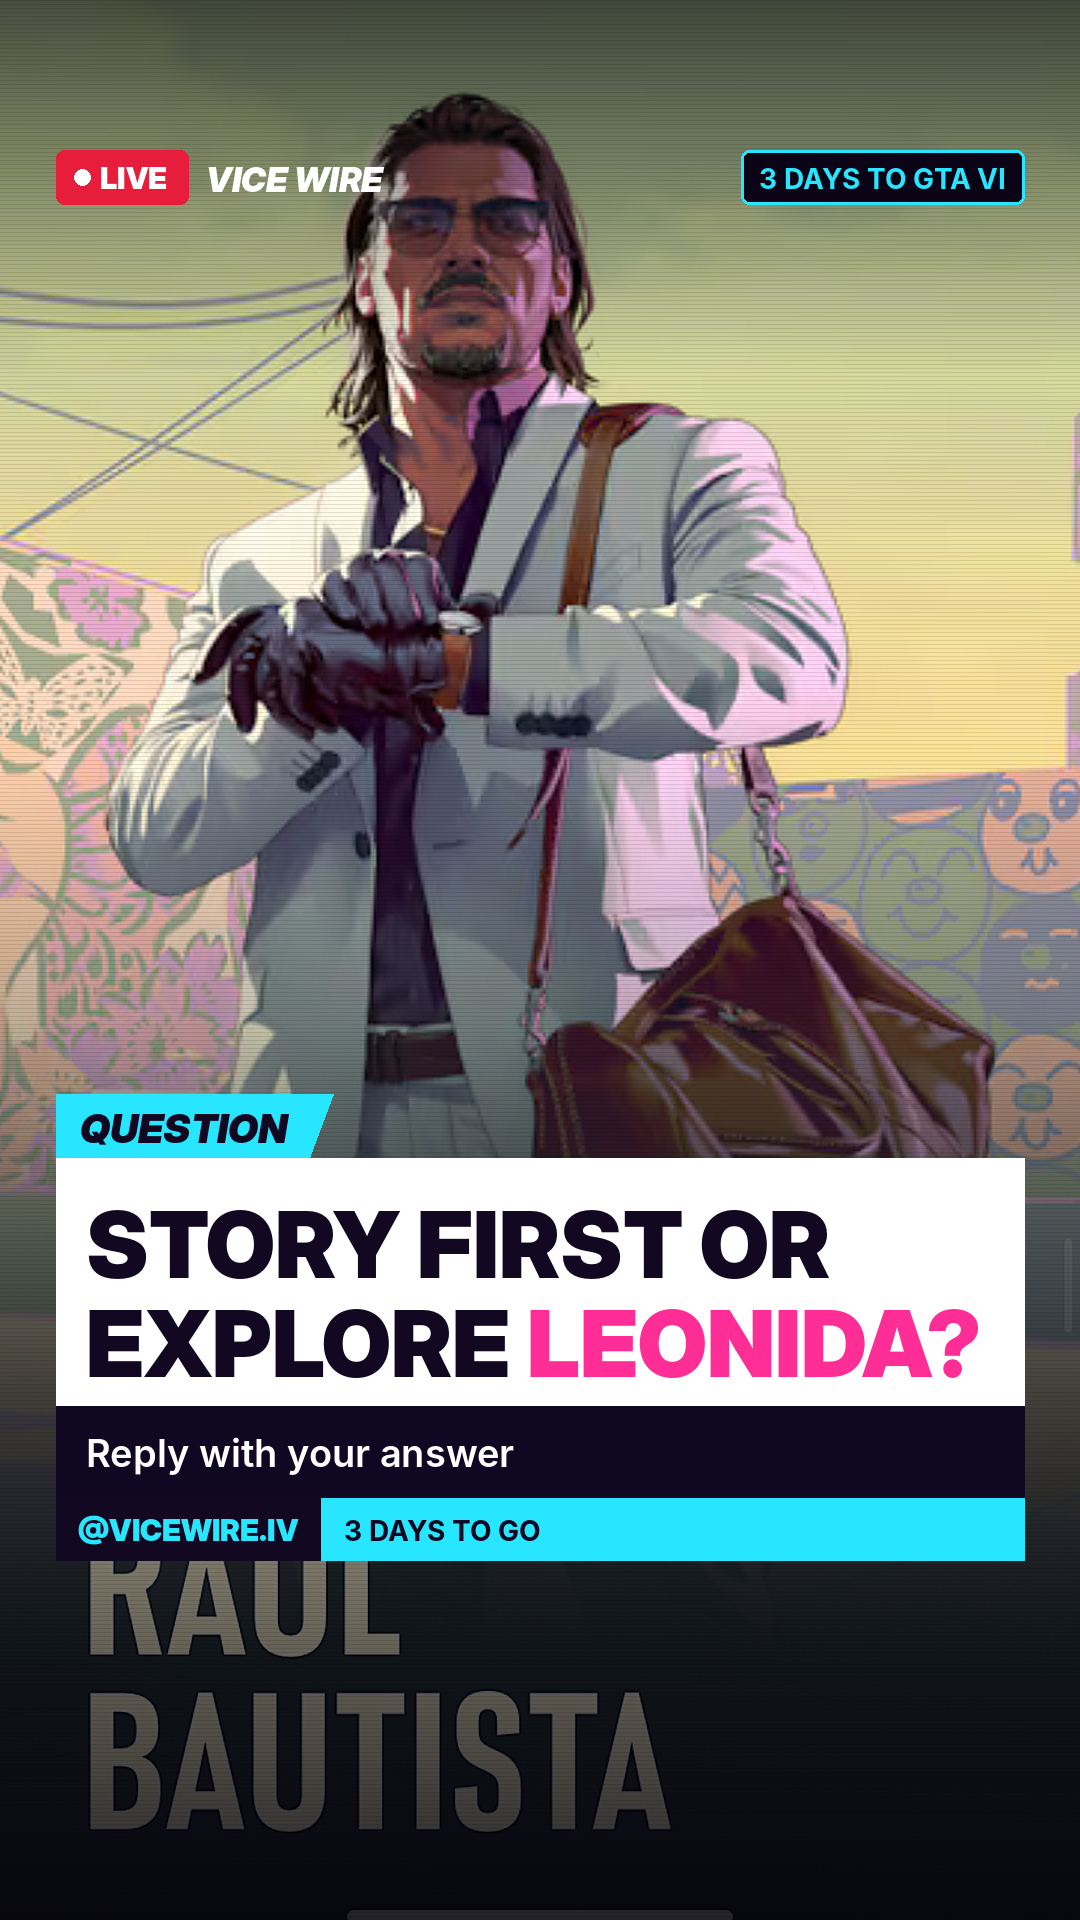 LIVE VICE WIRE
3 DAYS TO GTA VI
QUESTION
STORY FIRST OR
EXPLORE LEONIDA?
Reply with your answer
@VICEWIRE.IV 3 DAYS TO GO
RAUL
BAUTISTA